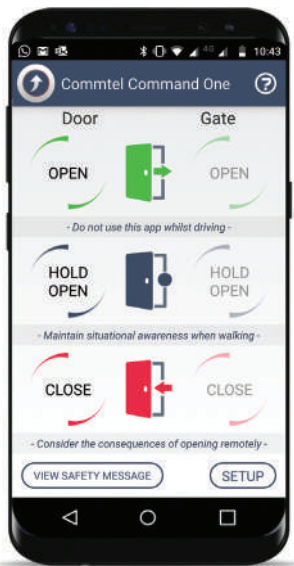 4G 10:43
Commtel Command One ?
Door Gate
OPEN OPEN
- Do not use this app whilst driving -
HOLD HOLD
OPEN OPEN
- Maintain situational awareness when walking -
CLOSE CLOSE
- Consider the consequences of opening remotely -
VIEW SAFETY MESSAGE SETUP